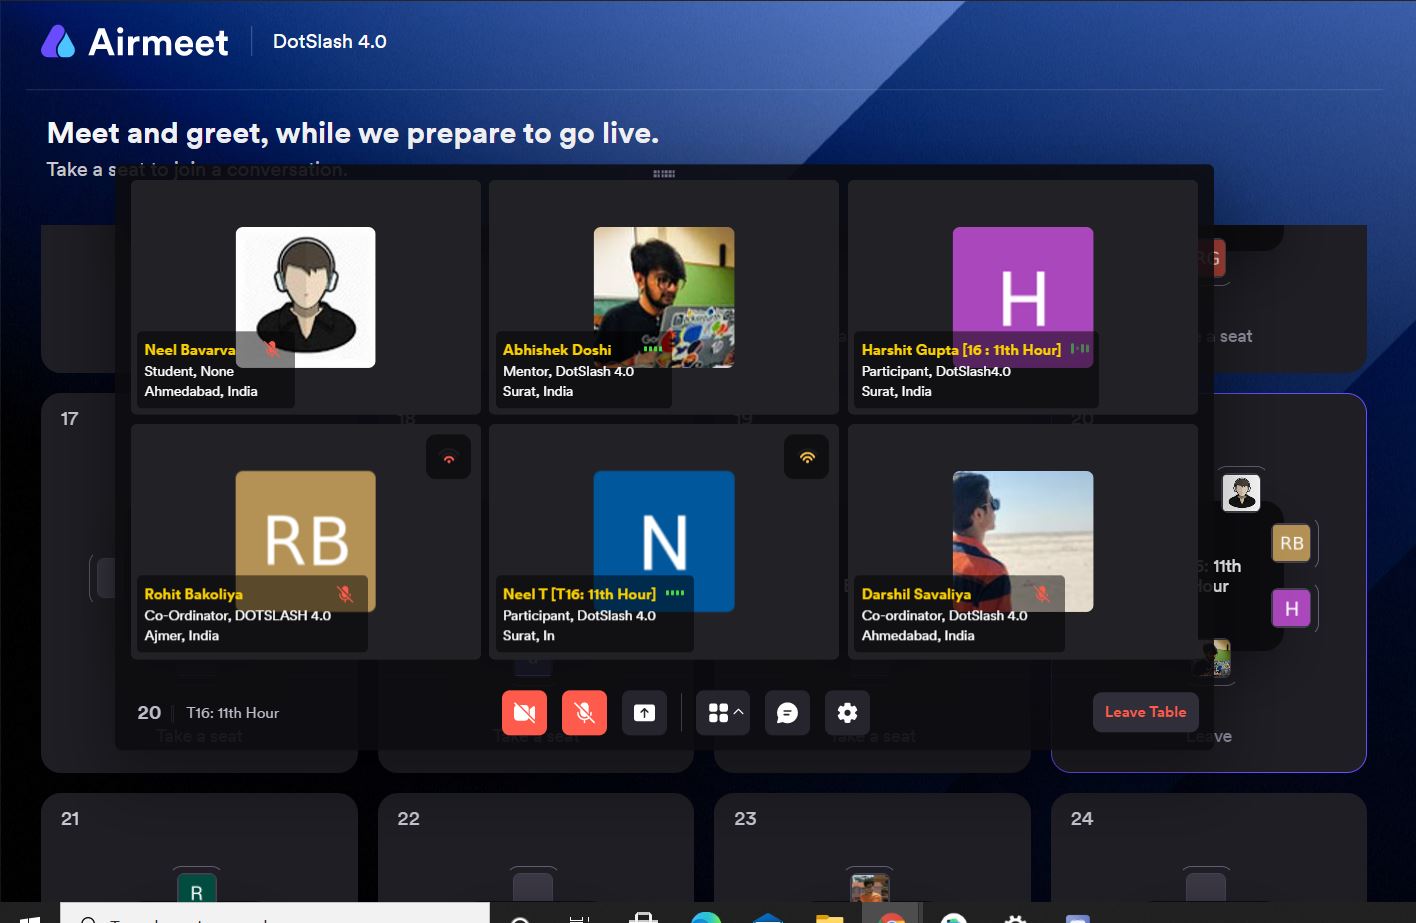 Airmeet
DotSlash 4.0
Meet and greet, while we prepare to go live.
Take a seat to join a conversation.
RG
H
Neel Bavarva
Student, None
Ahmedabad, India
Abhishek Doshi
Mentor, DotSlash 4.0
Surat, India
Harshit Gupta [16 : 11th Hour]
Participant, DotSlash4.0
Surat, India
a seat
17
18
19
20
RB
N
RB
11th
H
Rohit Bakoliya
Co-Ordinator, DOTSLASH 4.0
Ajmer, India
Neel T [T16: 11th Hour]
Participant, DotSlash 4.0
Surat, In
Darshil Savaliya
Co-ordinator, DotSlash 4.0
Ahmedabad, India
20
T16: 11th Hour
Leave Table
Take a seat
Take a seat
Take a seat
Leave
21
22
23
24
R